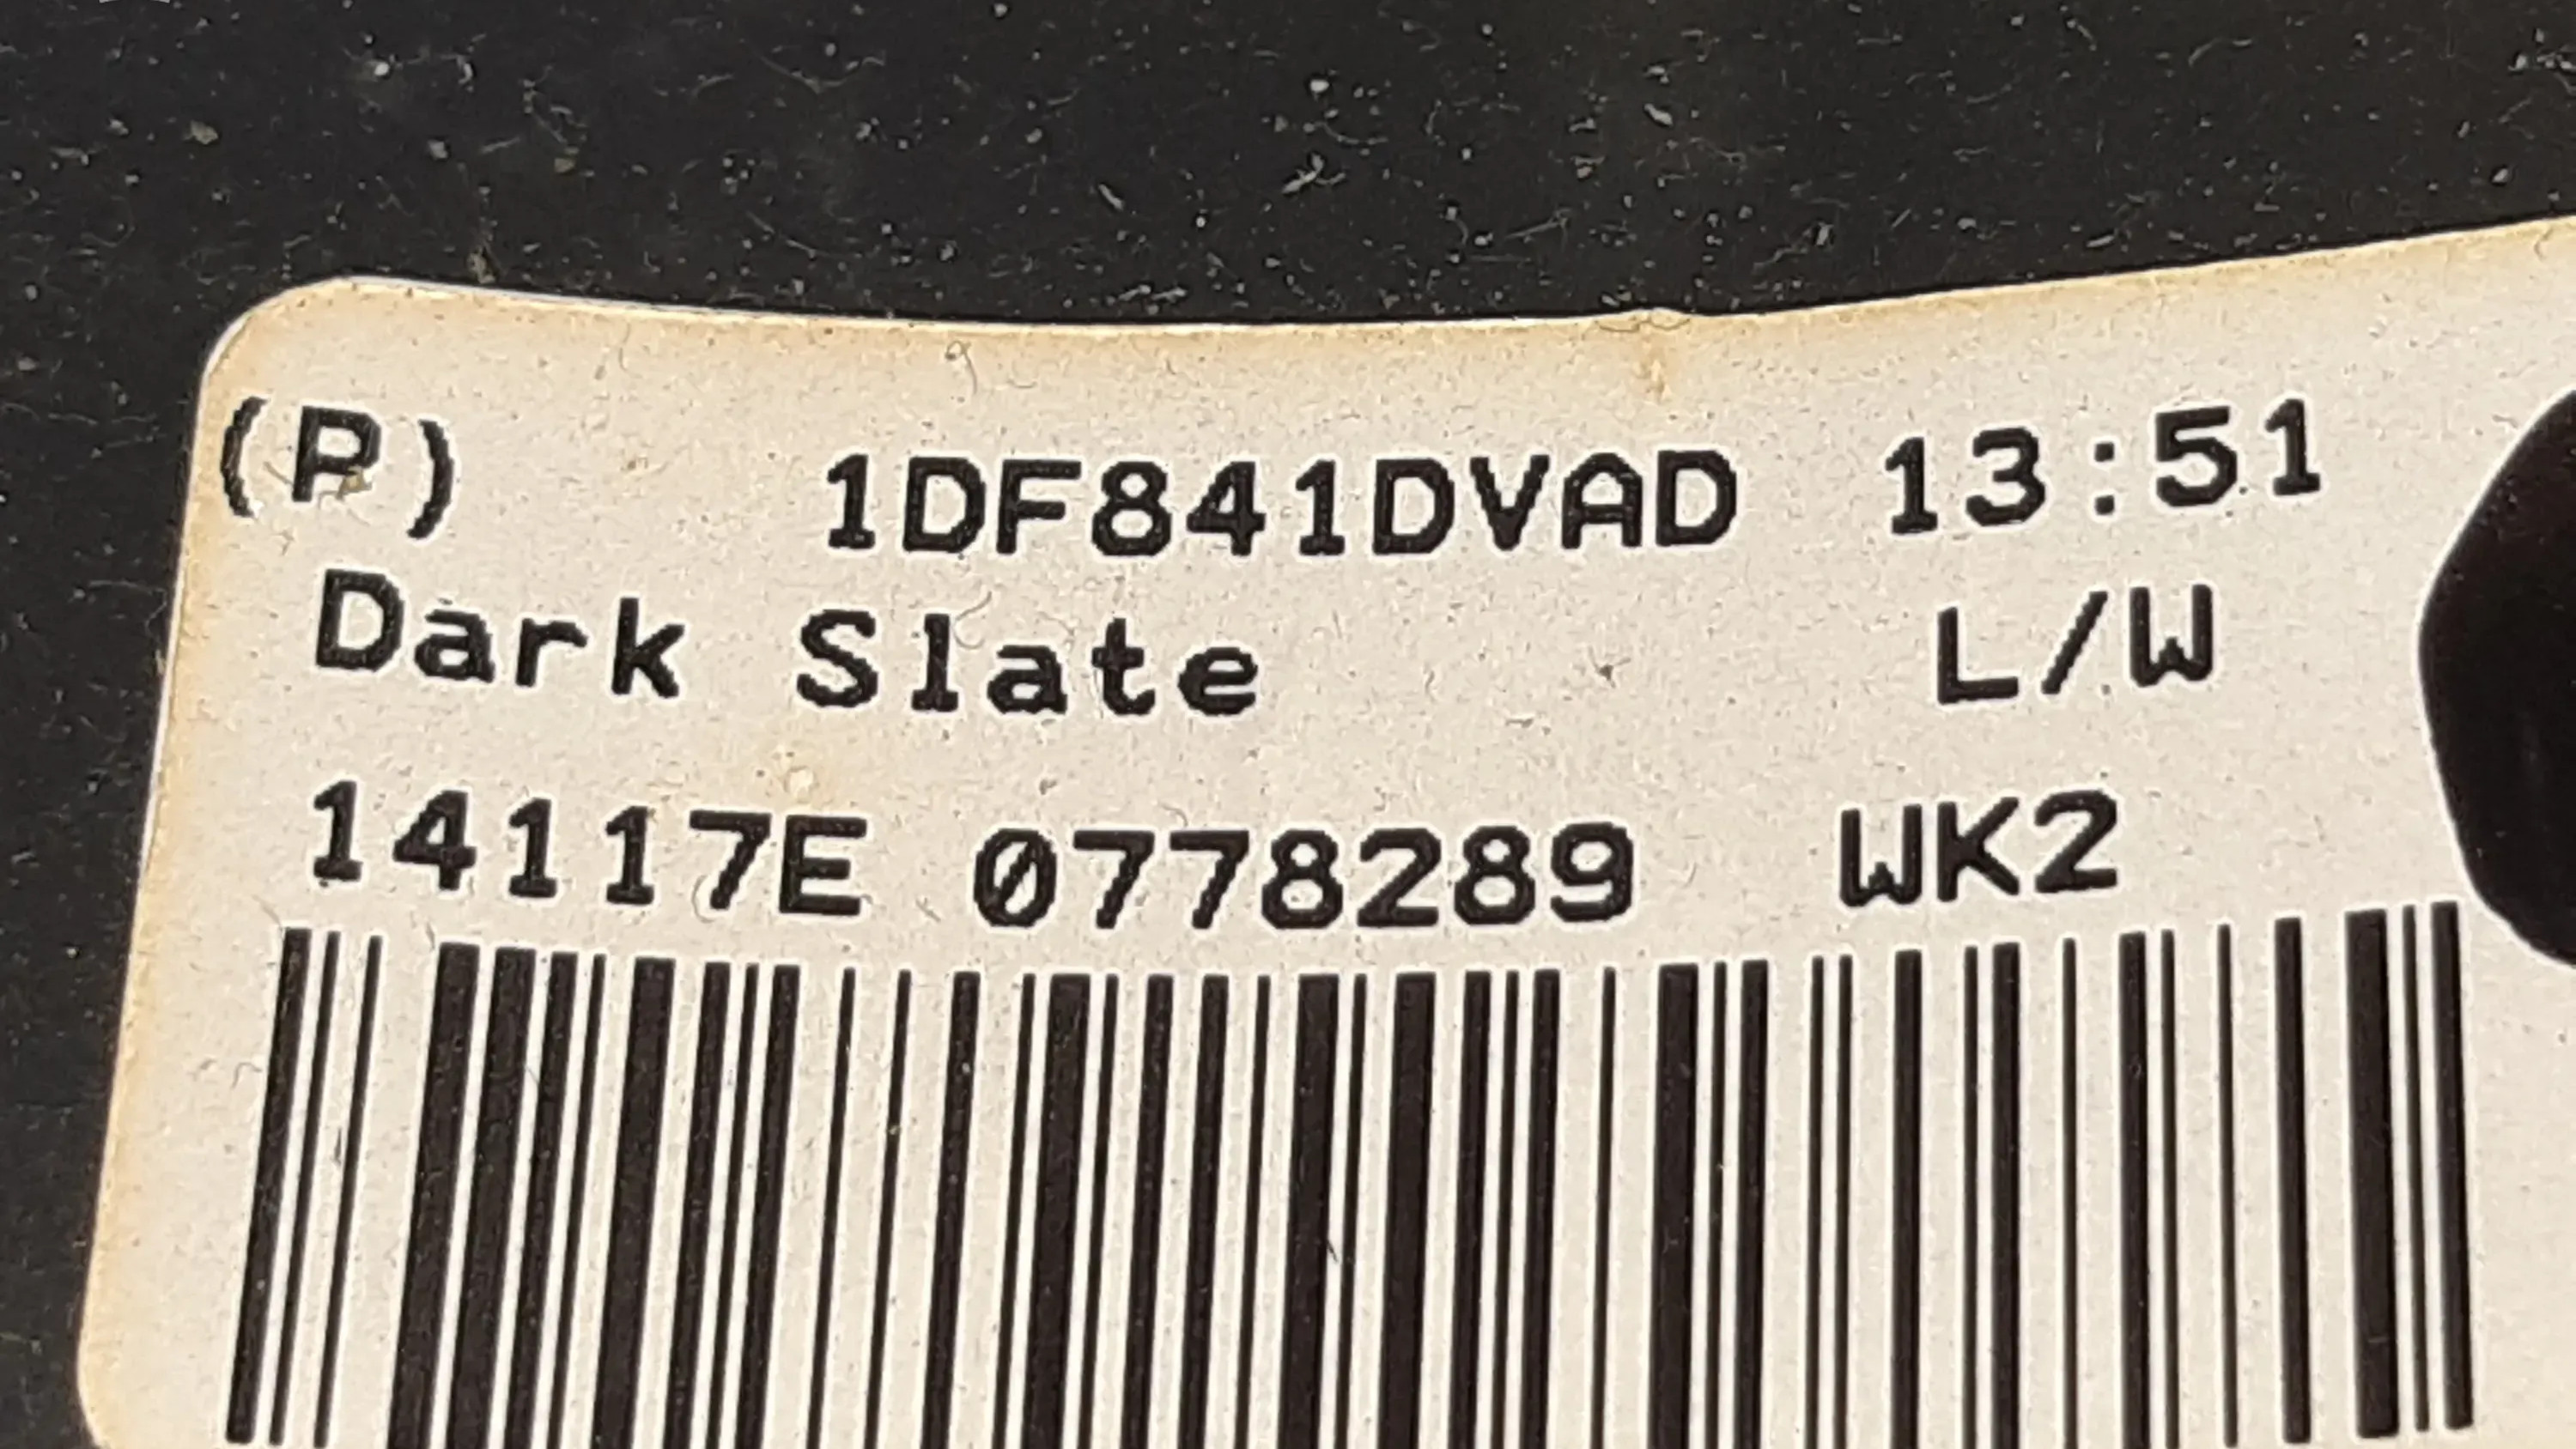 (P) 1DF841DVAD 13:51
Dark Slate L/W
14117E 0778289 WK2